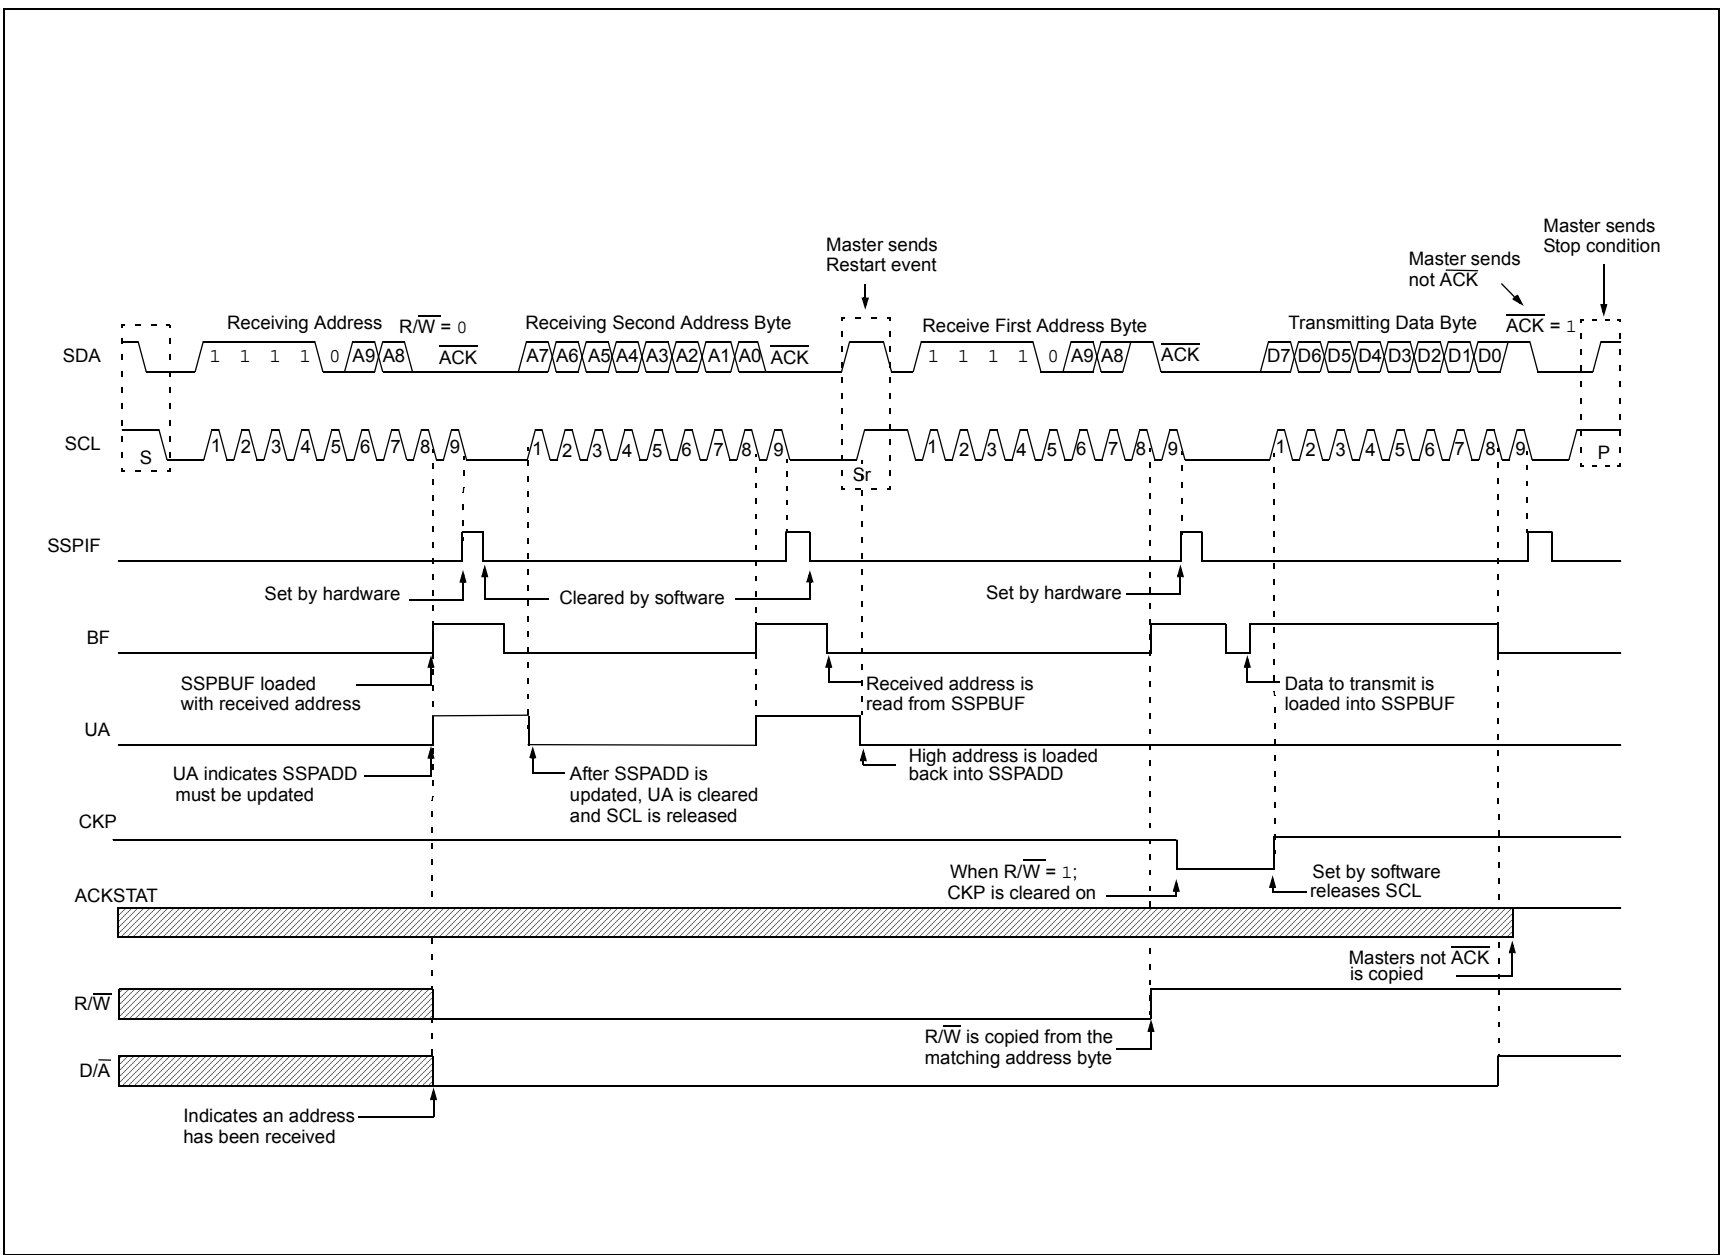 Master sends
Restart event
Master sends
Stop condition
Master sends
not ACK
Receiving Address R/W = 0
Receiving Second Address Byte
Receive First Address Byte
Transmitting Data Byte
ACK = 1
SDA
1 1 1 1 0 A9 A8 ACK
A7 A6 A5 A4 A3 A2 A1 A0 ACK
1 1 1 1 0 A9 A8 ACK
D7 D6 D5 D4 D3 D2 D1 D0
SCL
S
1 2 3 4 5 6 7 8 9
1 2 3 4 5 6 7 8 9
Sr
1 2 3 4 5 6 7 8 9
1 2 3 4 5 6 7 8 9
P
SSPIF
Set by hardware
Cleared by software
Set by hardware
BF
SSPBUF loaded
with received address
Received address is
read from SSPBUF
Data to transmit is
loaded into SSPBUF
UA
UA indicates SSPADD
must be updated
After SSPADD is
updated, UA is cleared
and SCL is released
High address is loaded
back into SSPADD
CKP
When R/W = 1;
CKP is cleared on
Set by software
releases SCL
ACKSTAT
Masters not ACK
is copied
R/W
R/W is copied from the
matching address byte
D/A
Indicates an address
has been received